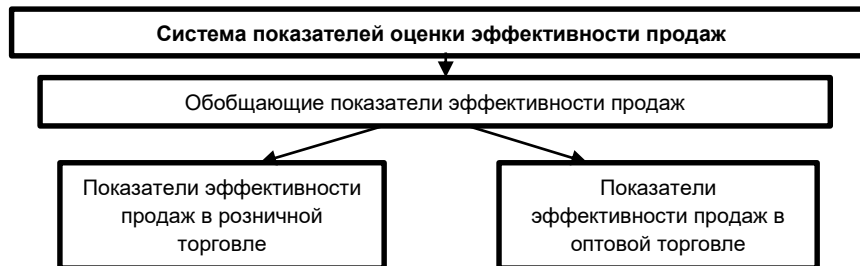 Система показателей оценки эффективности продаж
Обобщающие показатели эффективности продаж
Показатели эффективности
продаж в розничной
торговле
Показатели
эффективности продаж в
оптовой торговле